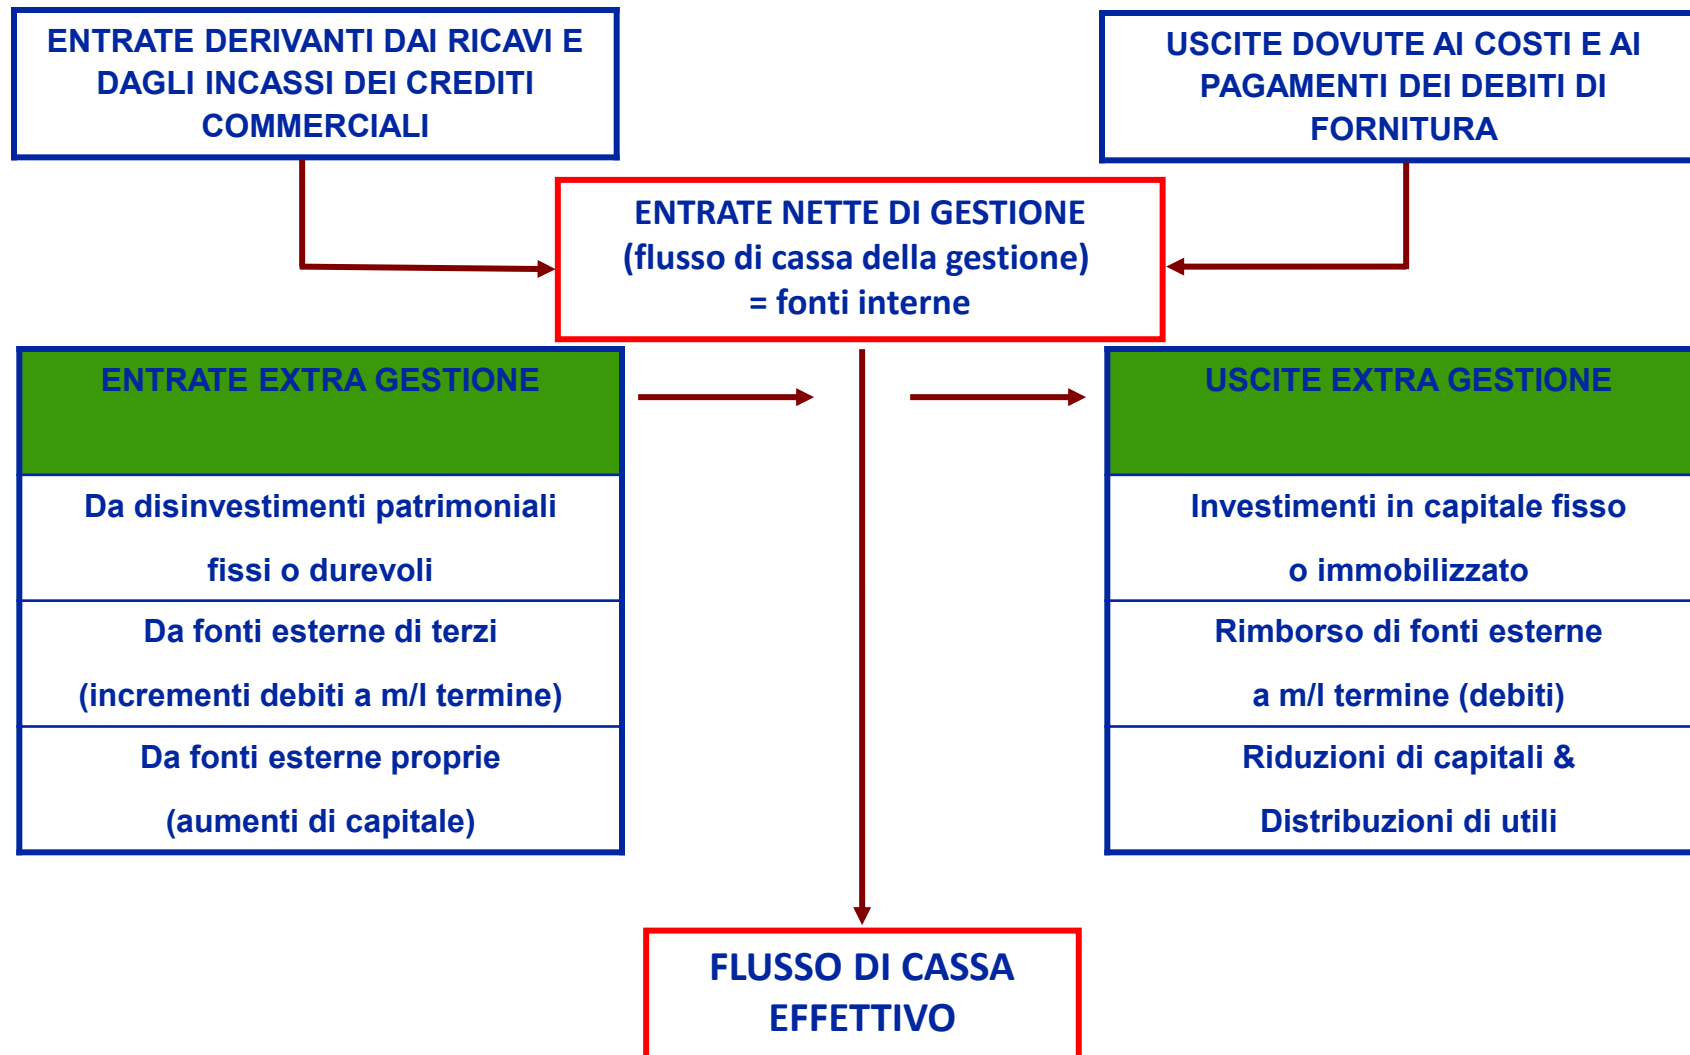 ENTRATE DERIVANTI DAI RICAVI E
DAGLI INCASSI DEI CREDITI
COMMERCIALI
USCITE DOVUTE AI COSTI E AI
PAGAMENTI DEI DEBITI DI
FORNITURA
ENTRATE NETTE DI GESTIONE
(flusso di cassa della gestione)
= fonti interne
ENTRATE EXTRA GESTIONE
Da disinvestimenti patrimoniali
fissi o durevoli
Da fonti esterne di terzi
(incrementi debiti a m/l termine)
Da fonti esterne proprie
(aumenti di capitale)
USCITE EXTRA GESTIONE
Investimenti in capitale fisso
o immobilizzato
Rimborso di fonti esterne
a m/l termine (debiti)
Riduzioni di capitali &
Distribuzioni di utili
FLUSSO DI CASSA
EFFETTIVO